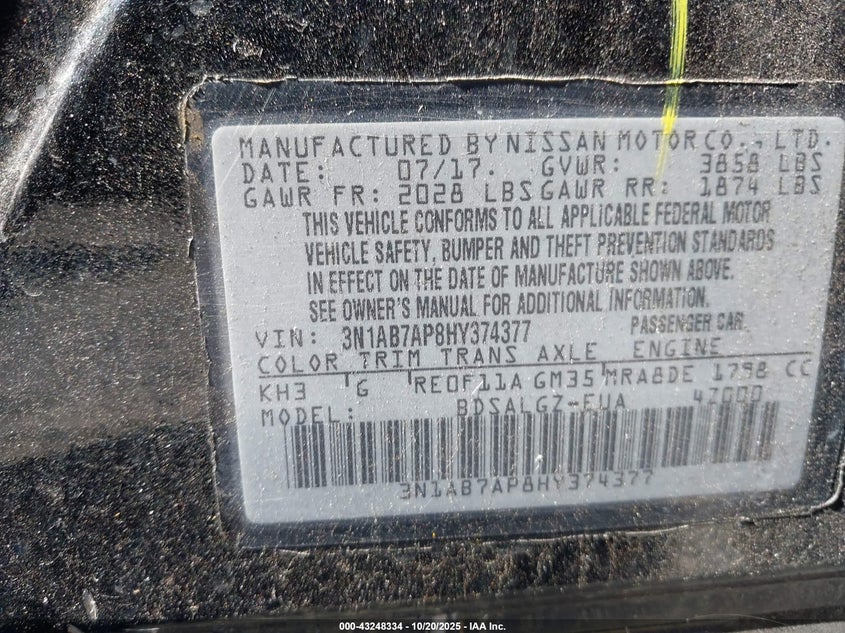 MANUFACTURED BY NISSAN MOTOR CO., LTD.
DATE: 07/17. GVWR: 3858 LBS
GAWR FR: 2028 LBS GAWR RR: 1874 LBS
THIS VEHICLE CONFORMS TO ALL APPLICABLE FEDERAL MOTOR
VEHICLE SAFETY, BUMPER AND THEFT PREVENTION STANDARDS
IN EFFECT ON THE DATE OF MANUFACTURE SHOWN ABOVE.
SEE OWNER'S MANUAL FOR ADDITIONAL INFORMATION.
VIN: 3N1AB7AP8HY374377 PASSENGER CAR
COLOR TRIM TRANS AXLE ENGINE
KH3 G RE0F11A GM35 MRA8DE 1798 CC
MODEL: BDSALGZ-EUA 47000
3N1AB7AP8HY374377
000-43248334 - 10/20/2025 - IAA Inc.